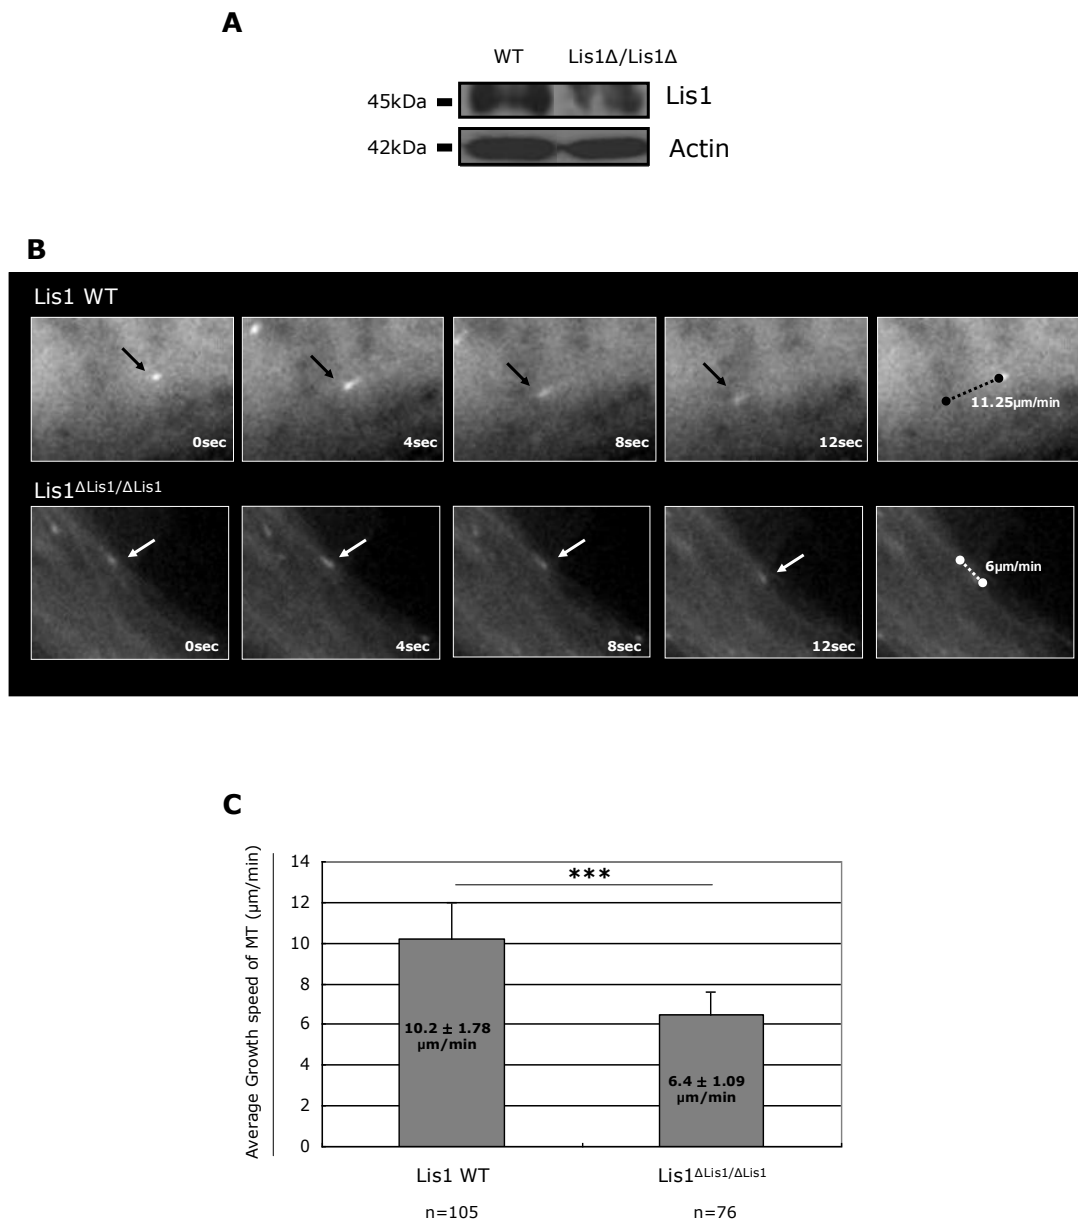 A
WT Lis1Δ/Lis1Δ
45kDa Lis1
42kDa Actin
B
Lis1 WT
0sec 4sec 8sec 12sec 11.25µm/min
Lis1ΔLis1/ΔLis1
0sec 4sec 8sec 12sec 6µm/min
C
Average Growth speed of MT (µm/min)
14
12
10
8
6
4
2
0
***
10.2 ± 1.78
µm/min
6.4 ± 1.09
µm/min
Lis1 WT Lis1ΔLis1/ΔLis1
n=105 n=76